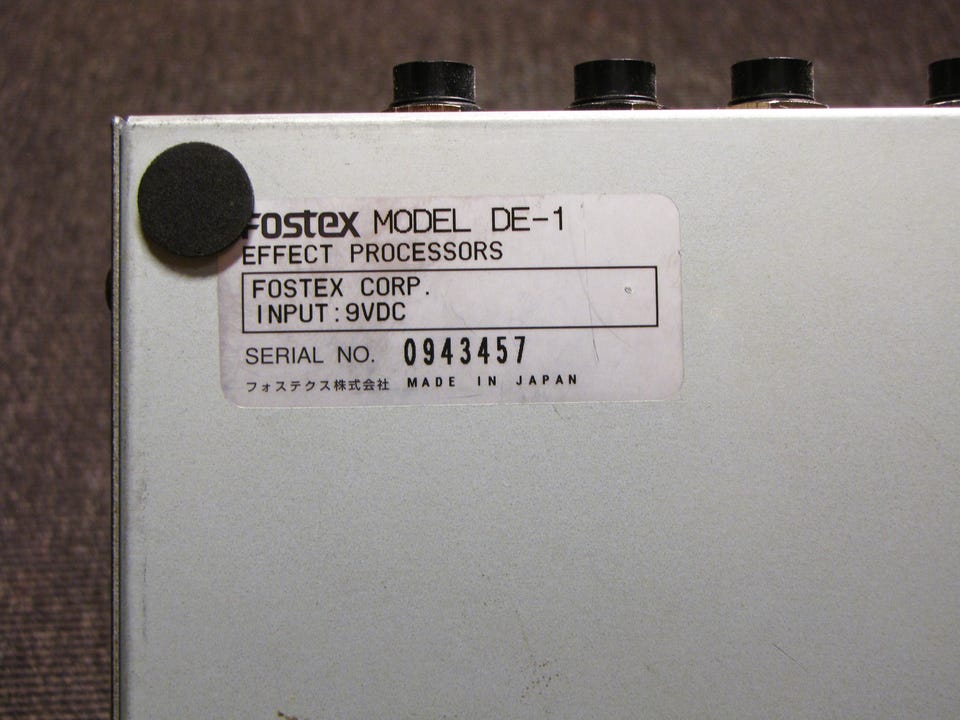 Fostex MODEL DE-1
EFFECT PROCESSORS
FOSTEX CORP.
INPUT:9VDC
SERIAL NO. 0943457
フォステクス株式会社 MADE IN JAPAN